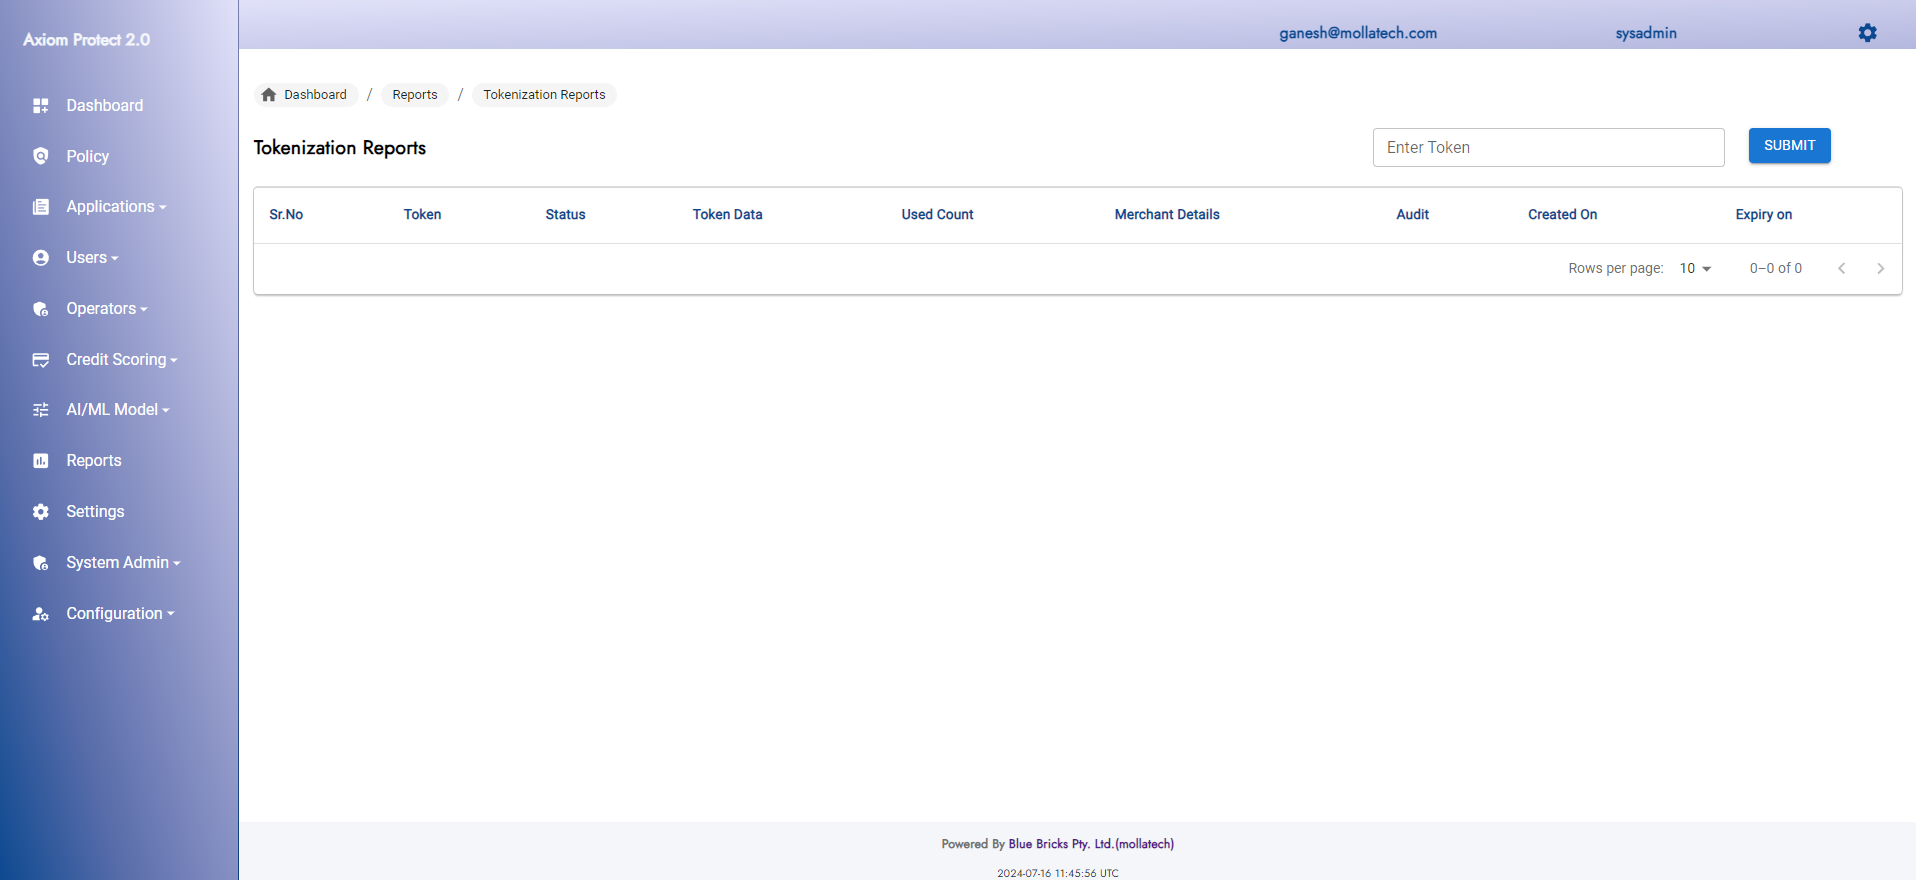 Axiom Protect 2.0
ganesh@mollatech.com
sysadmin
Dashboard
Policy
Applications
Users
Operators
Credit Scoring
AI/ML Model
Reports
Settings
System Admin
Configuration
Dashboard / Reports / Tokenization Reports
Tokenization Reports
Enter Token
SUBMIT
Sr.No Token Status Token Data Used Count Merchant Details Audit Created On Expiry on
Rows per page: 10 0–0 of 0
Powered By Blue Bricks Pty. Ltd.(mollatech)
2024-07-16 11:45:56 UTC